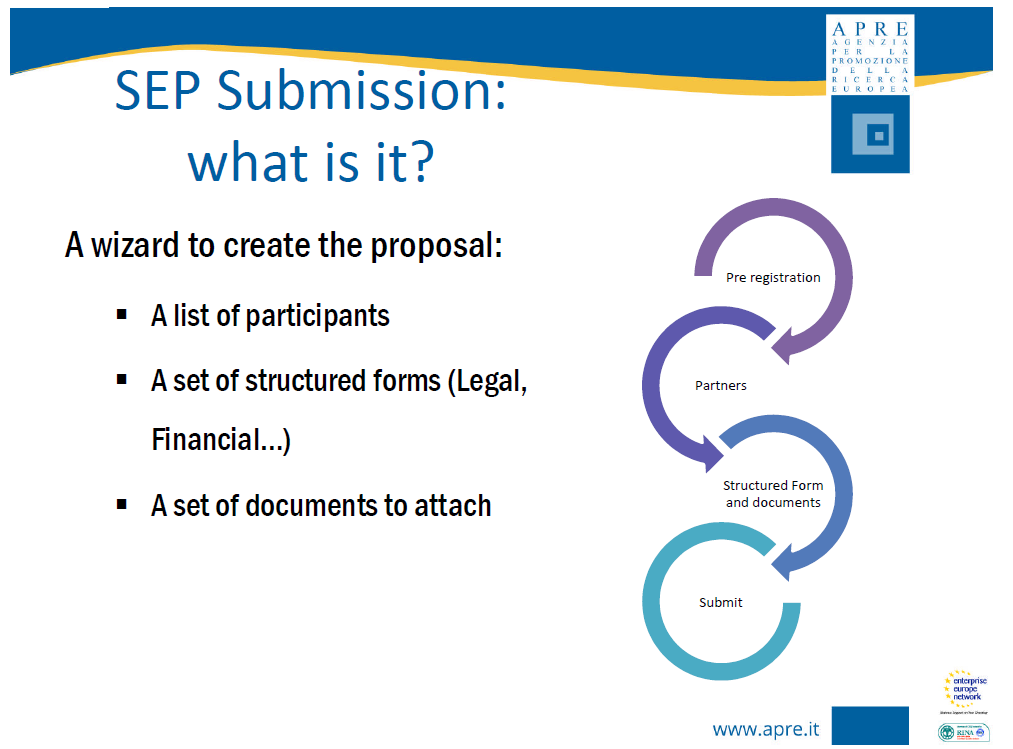 A P R E
A G E N Z I A
P E R L A
P R O M O Z I O N E
D E L L A
R I C E R C A
E U R O P E A
SEP Submission:
what is it?
A wizard to create the proposal:
▪ A list of participants
▪ A set of structured forms (Legal,
Financial...)
▪ A set of documents to attach
Pre registration
Partners
Structured Form
and documents
Submit
enterprise
europe
network
www.apre.it
RINA